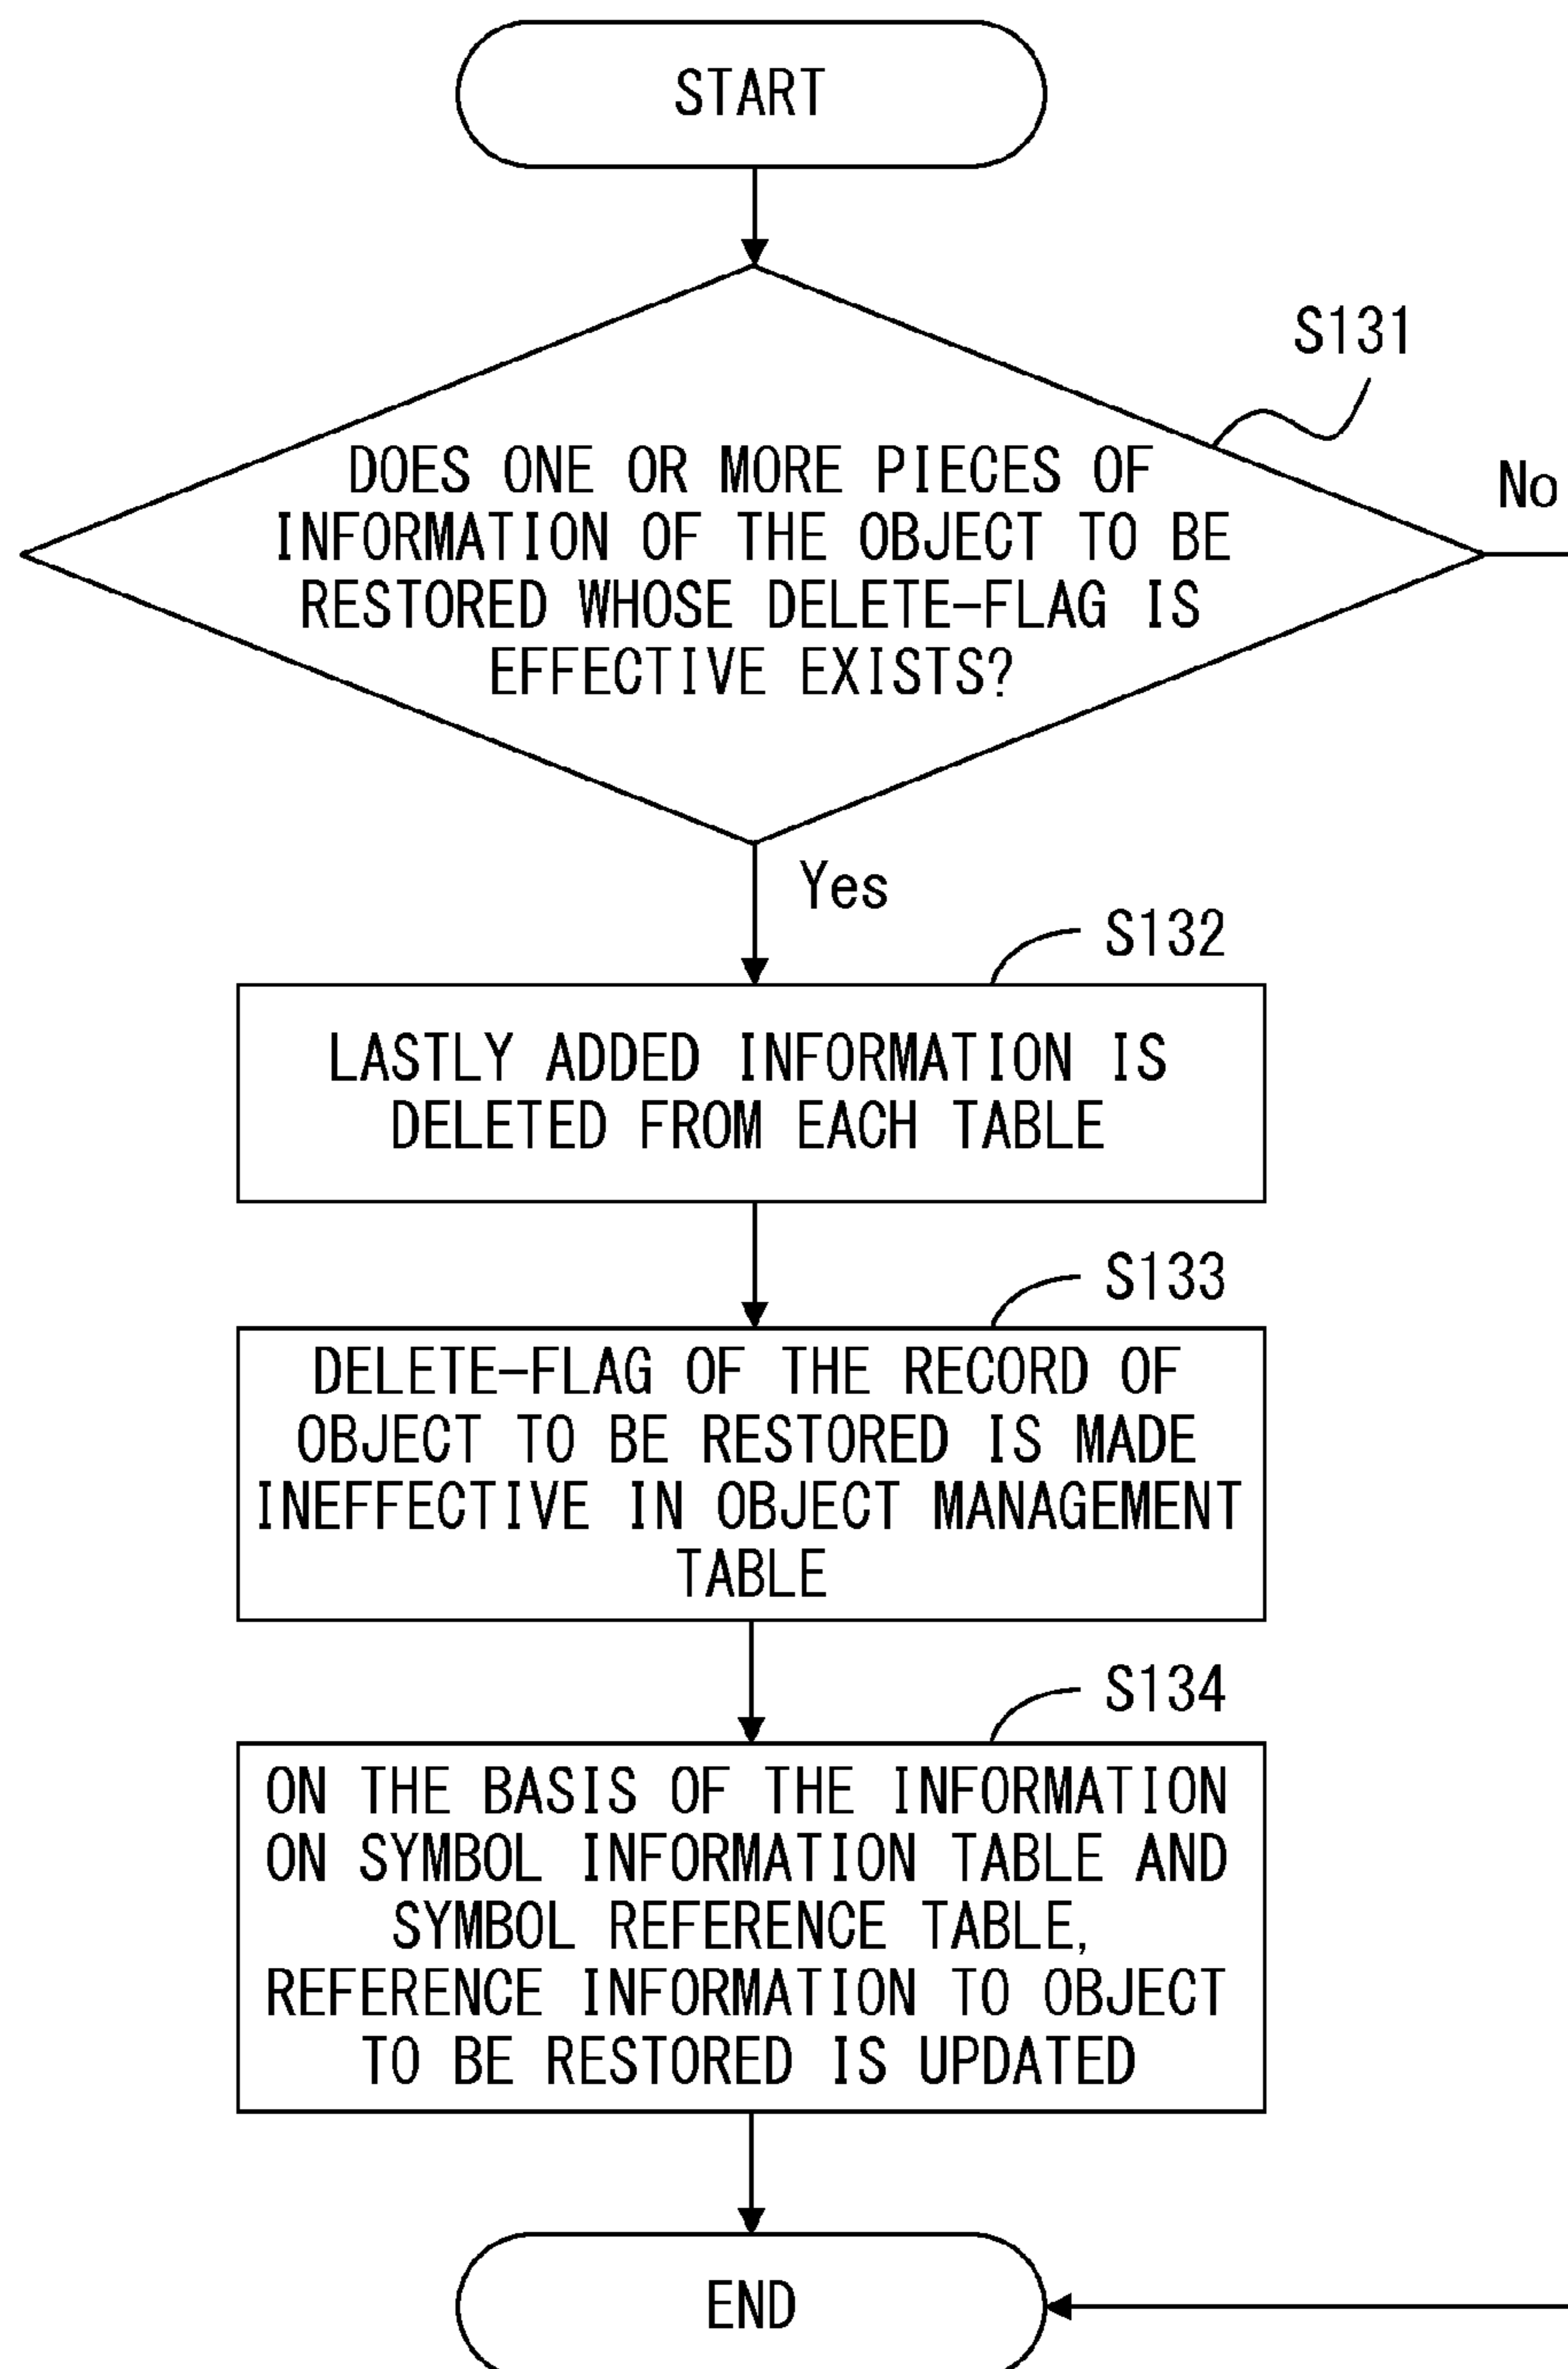 START
S131
No
DOES ONE OR MORE PIECES OF
INFORMATION OF THE OBJECT TO BE
RESTORED WHOSE DELETE-FLAG IS
EFFECTIVE EXISTS?
Yes
S132
LASTLY ADDED INFORMATION IS
DELETED FROM EACH TABLE
S133
DELETE-FLAG OF THE RECORD OF
OBJECT TO BE RESTORED IS MADE
INEFFECTIVE IN OBJECT MANAGEMENT
TABLE
S134
ON THE BASIS OF THE INFORMATION
ON SYMBOL INFORMATION TABLE AND
SYMBOL REFERENCE TABLE,
REFERENCE INFORMATION TO OBJECT
TO BE RESTORED IS UPDATED
END